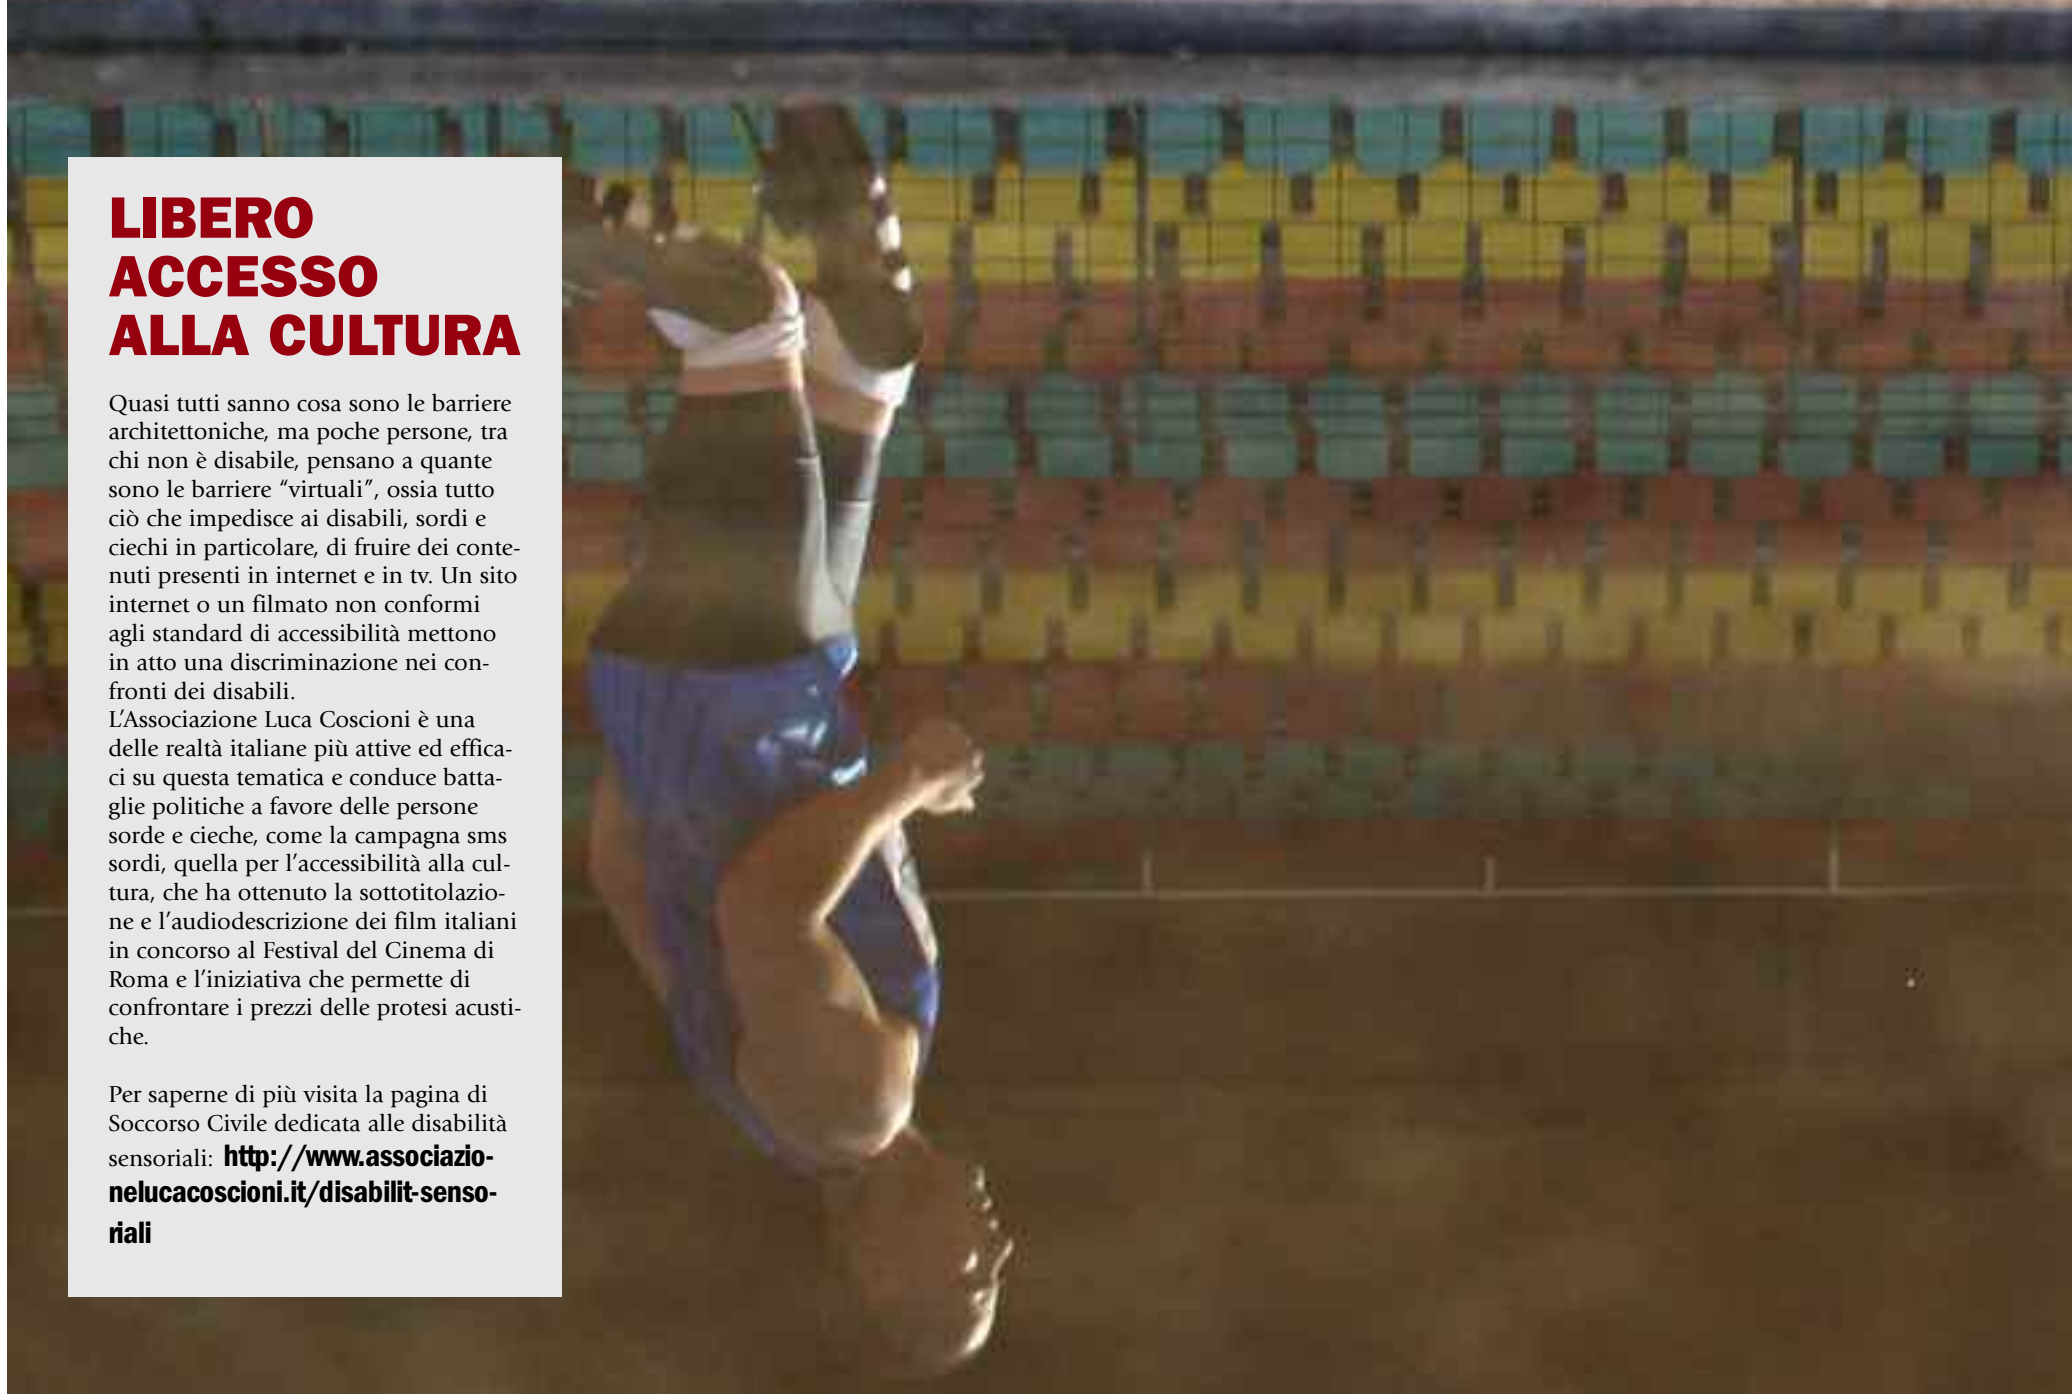 LIBERO
ACCESSO
ALLA CULTURA
Quasi tutti sanno cosa sono le barriere
architettoniche, ma poche persone, tra
chi non è disabile, pensano a quante
sono le barriere “virtuali”, ossia tutto
ciò che impedisce ai disabili, sordi e
ciechi in particolare, di fruire dei conte-
nuti presenti in internet e in tv. Un sito
internet o un filmato non conformi
agli standard di accessibilità mettono
in atto una discriminazione nei con-
fronti dei disabili.
L’Associazione Luca Coscioni è una
delle realtà italiane più attive ed effica-
ci su questa tematica e conduce batta-
glie politiche a favore delle persone
sorde e cieche, come la campagna sms
sordi, quella per l’accessibilità alla cul-
tura, che ha ottenuto la sottotitolazio-
ne e l’audiodescrizione dei film italiani
in concorso al Festival del Cinema di
Roma e l’iniziativa che permette di
confrontare i prezzi delle protesi acusti-
che.
Per saperne di più visita la pagina di
Soccorso Civile dedicata alle disabilità
sensoriali: http://www.associazio-
nelucacoscioni.it/disabilit-senso-
riali